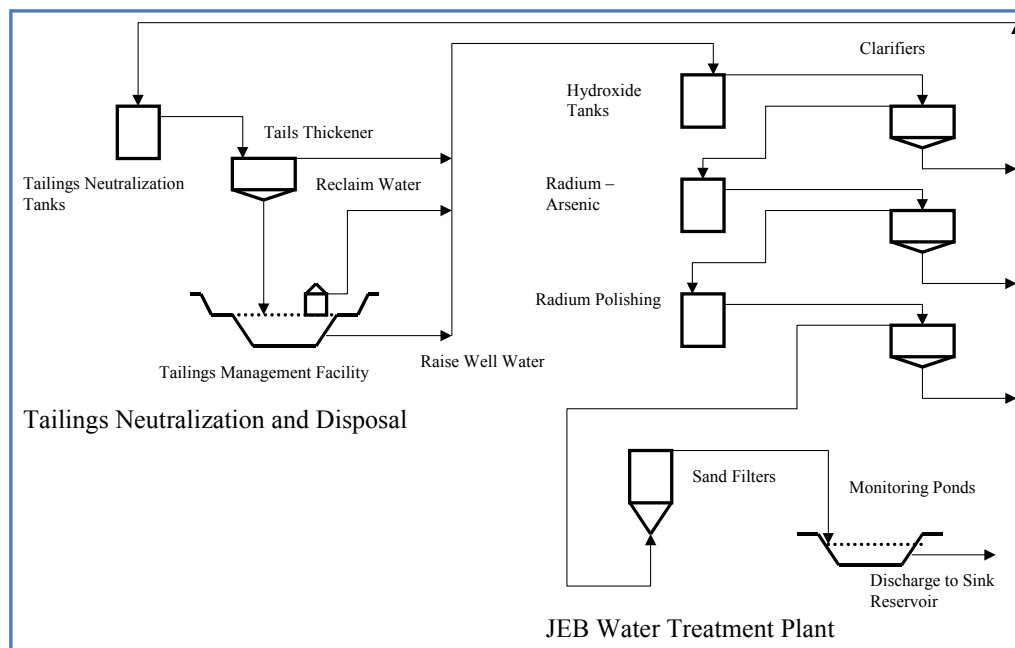 Clarifiers
Hydroxide
Tanks
Tails Thickener
Tailings Neutralization
Tanks
Reclaim Water
Radium –
Arsenic
Radium Polishing
Raise Well Water
Tailings Management Facility
Tailings Neutralization and Disposal
Sand Filters
Monitoring Ponds
Discharge to Sink
Reservoir
JEB Water Treatment Plant